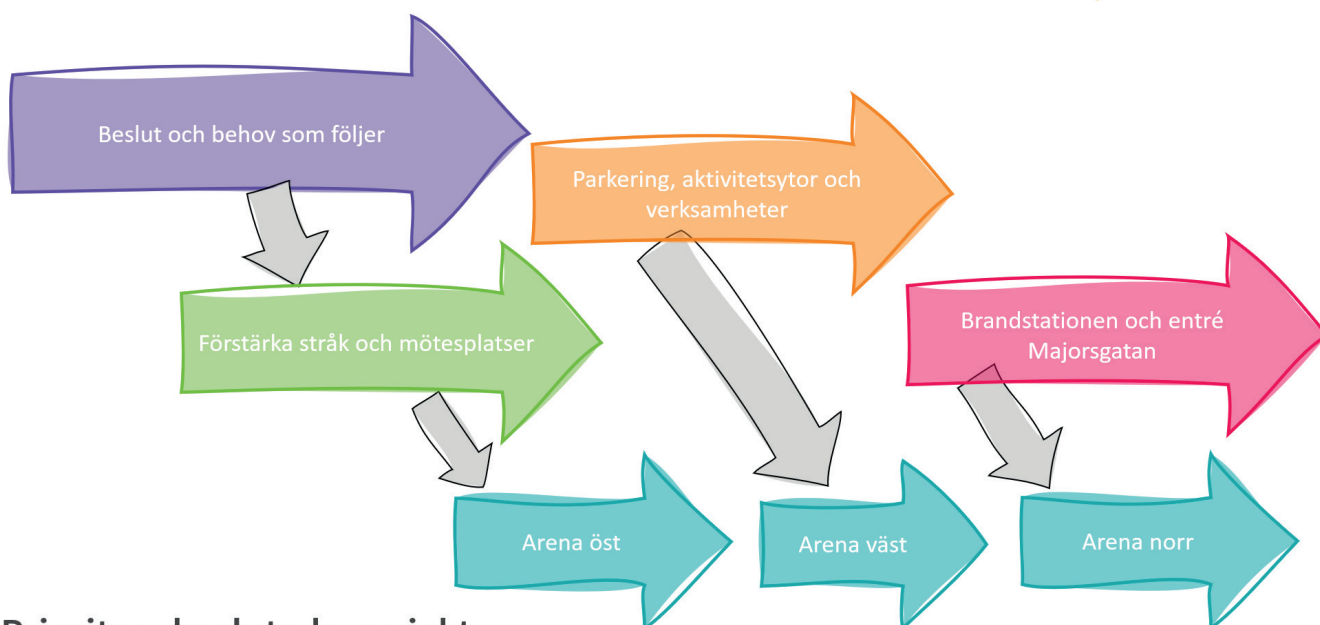 Beslut och behov som följer
Parkering, aktivitetsytor och
verksamheter
Förstärka stråk och mötesplatser
Brandstationen och entré
Majorsgatan
Arena öst
Arena väst
Arena norr